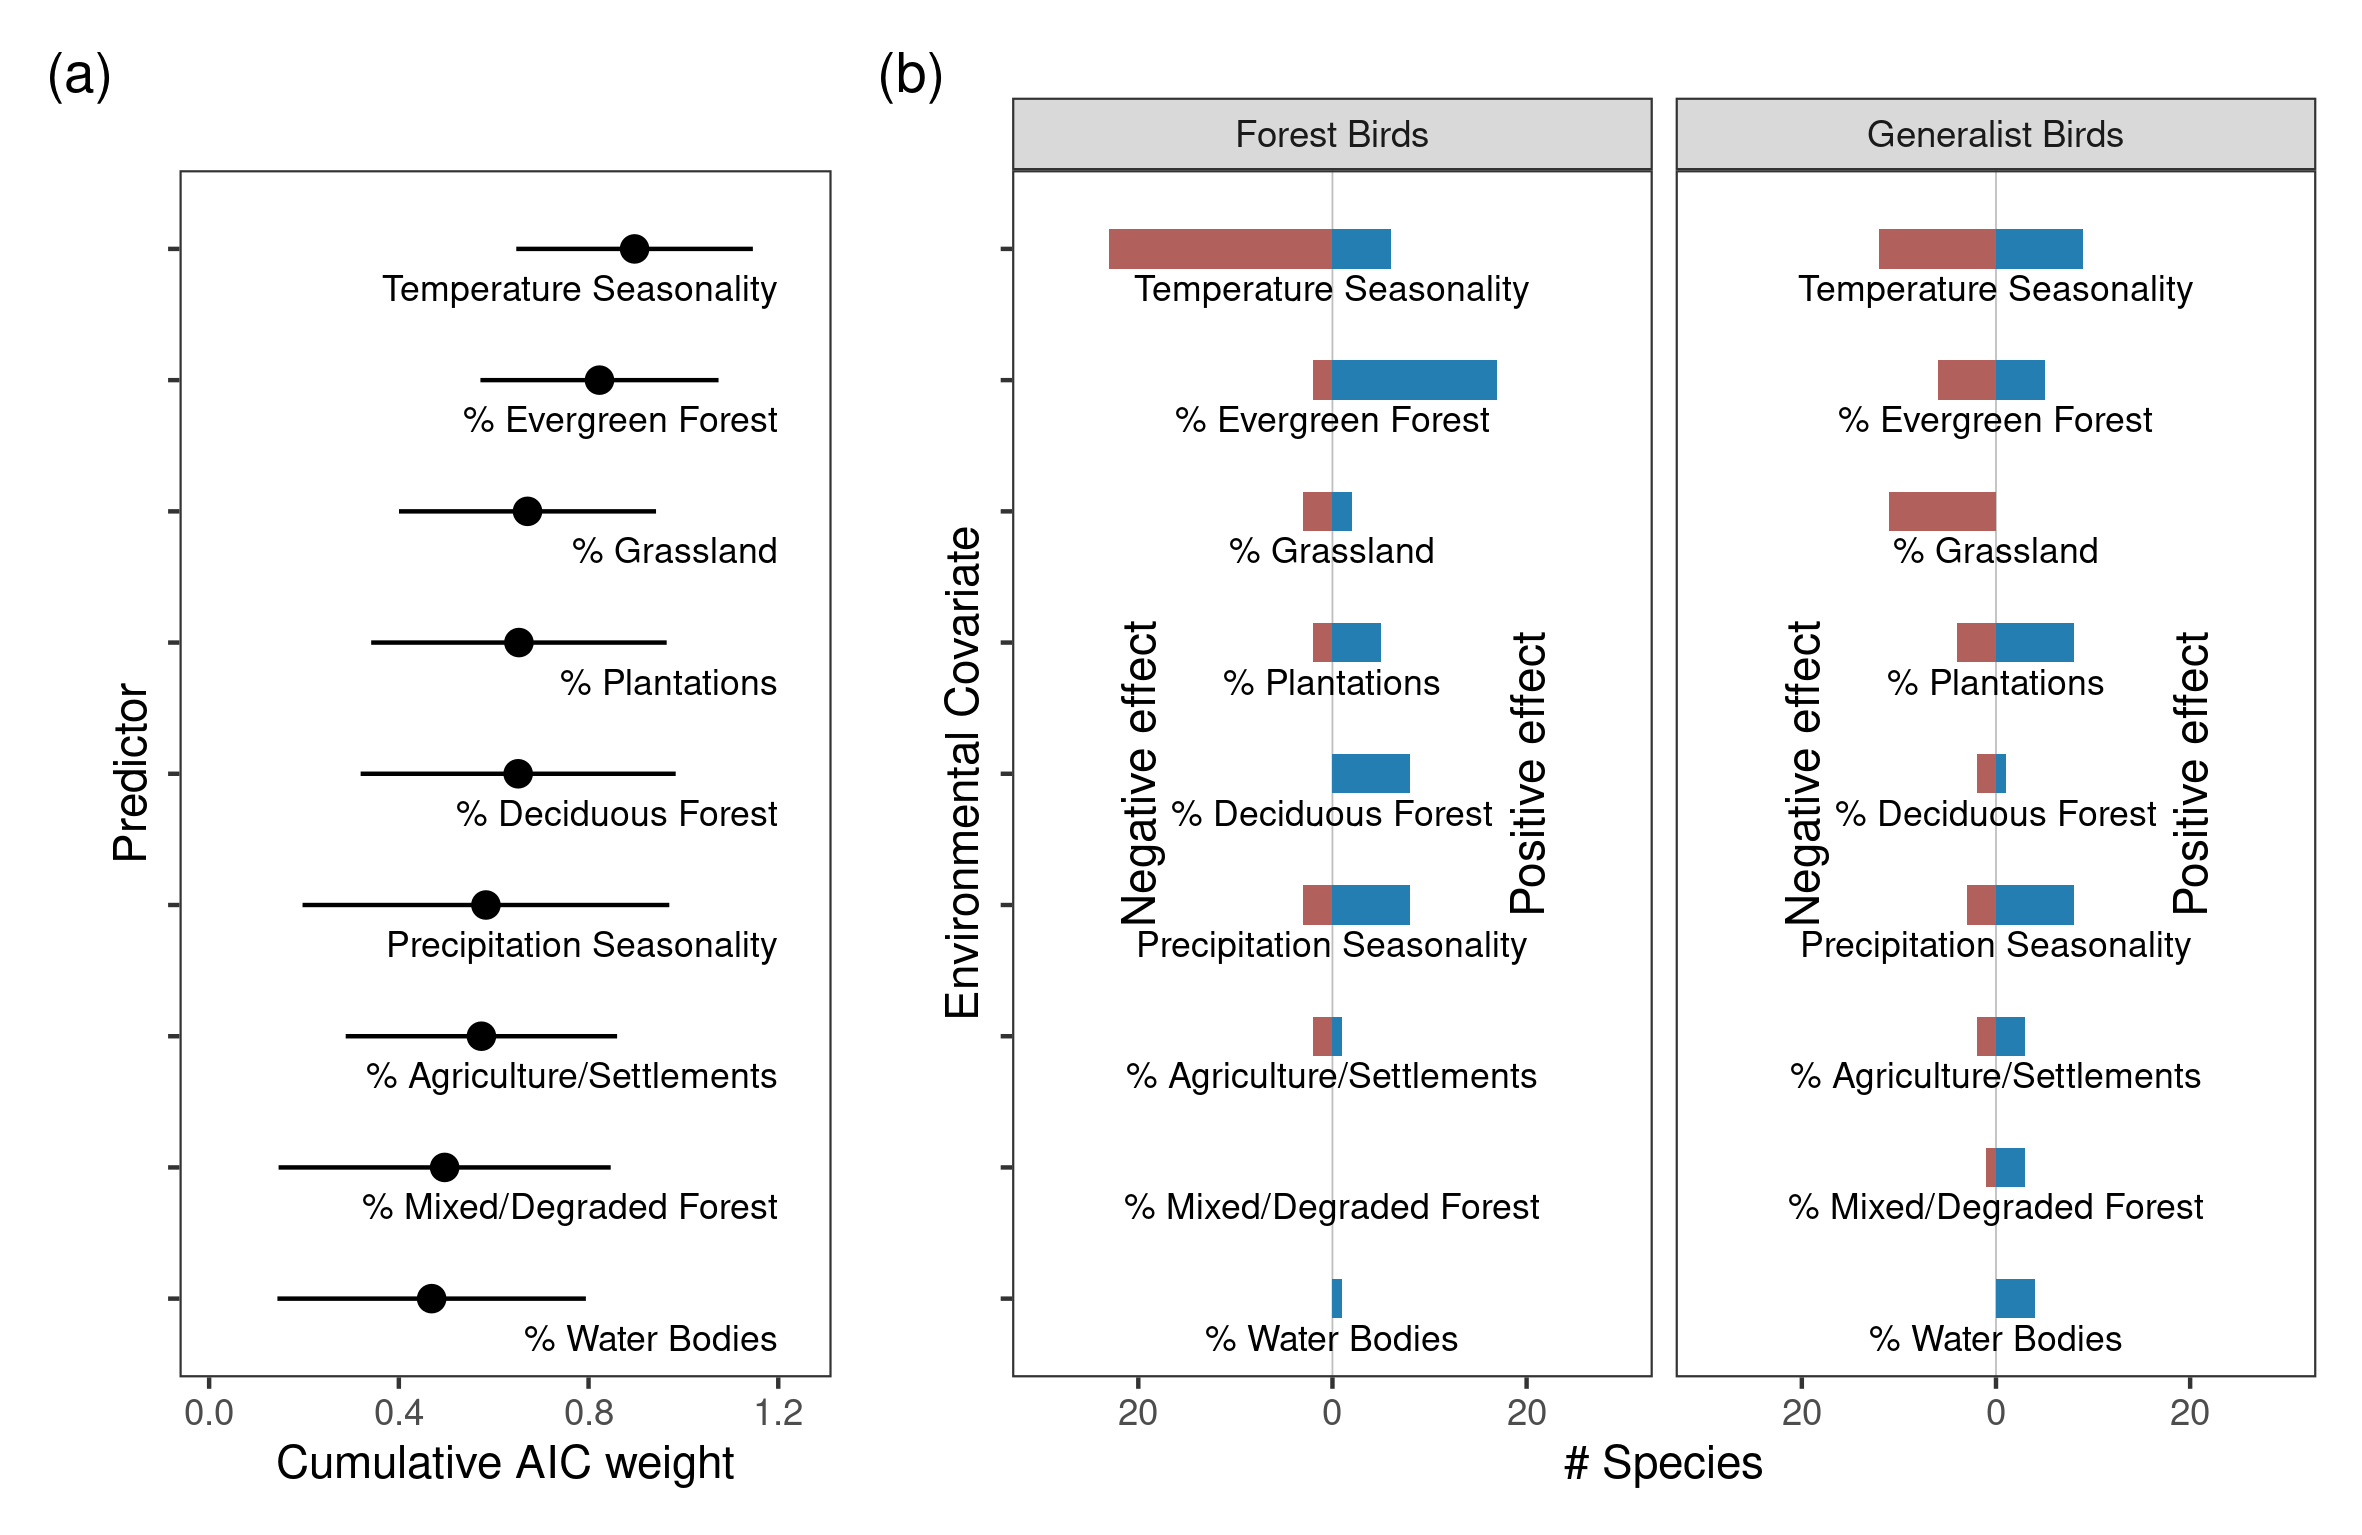 (a)
Predictor
Temperature Seasonality
% Evergreen Forest
% Grassland
% Plantations
% Deciduous Forest
Precipitation Seasonality
% Agriculture/Settlements
% Mixed/Degraded Forest
% Water Bodies
0.0 0.4 0.8 1.2
Cumulative AIC weight
(b)
Environmental Covariate
Forest Birds
Temperature Seasonality
% Evergreen Forest
% Grassland
% Plantations
% Deciduous Forest
Precipitation Seasonality
% Agriculture/Settlements
% Mixed/Degraded Forest
% Water Bodies
Negative effect
Positive effect
20 0 20
Generalist Birds
Temperature Seasonality
% Evergreen Forest
% Grassland
% Plantations
% Deciduous Forest
Precipitation Seasonality
% Agriculture/Settlements
% Mixed/Degraded Forest
% Water Bodies
Negative effect
Positive effect
20 0 20
# Species